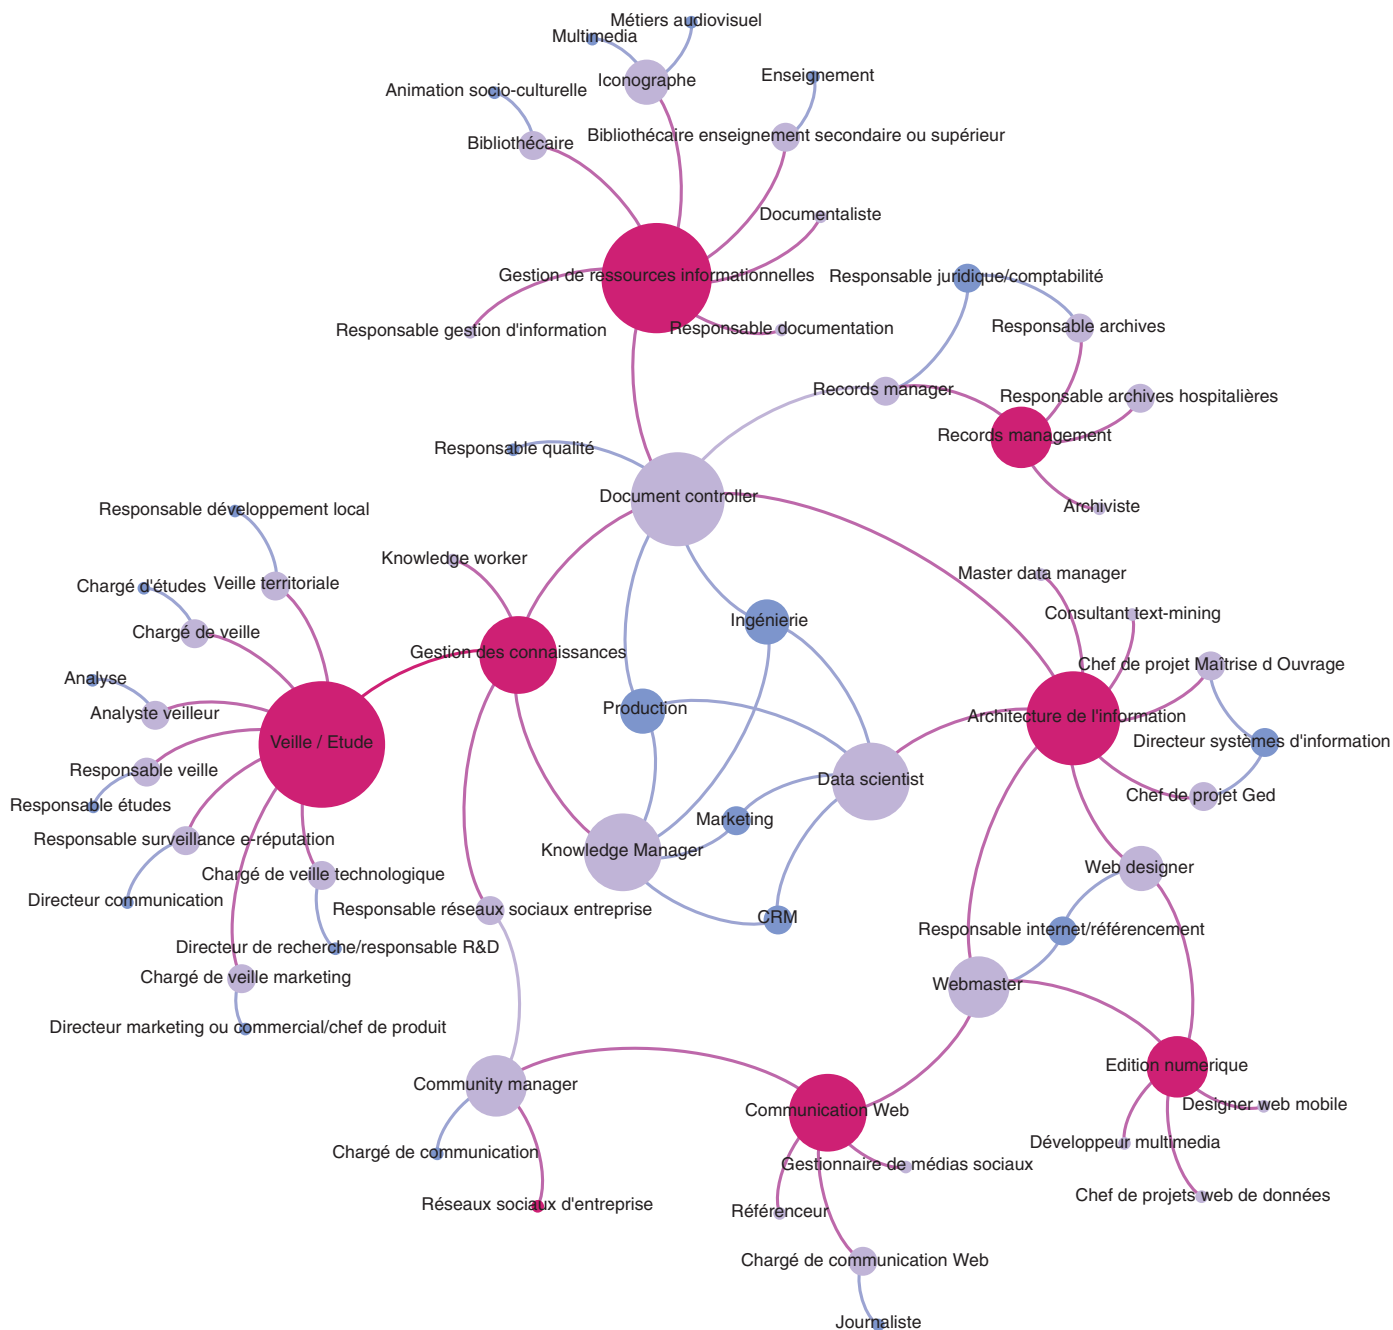 Métiers audiovisuel
Multimedia
Enseignement
Iconographe
Animation socio-culturelle
Bibliothécaire enseignement secondaire ou supérieur
Bibliothécaire
Documentaliste
Gestion de ressources informationnelles
Responsable juridique/comptabilité
Responsable gestion d'information
Responsable documentation
Responsable archives
Records manager
Responsable archives hospitalières
Records management
Responsable qualité
Document controller
Archiviste
Responsable développement local
Knowledge worker
Master data manager
Chargé d'études
Veille territoriale
Consultant text-mining
Ingénierie
Chargé de veille
Gestion des connaissances
Chef de projet Maîtrise d Ouvrage
Analyse
Production
Analyste veilleur
Architecture de l'information
Veille / Etude
Directeur systèmes d'information
Responsable veille
Data scientist
Chef de projet Ged
Responsable études
Marketing
Responsable surveillance e-réputation
Knowledge Manager
Web designer
Chargé de veille technologique
Directeur communication
Responsable réseaux sociaux entreprise
CRM
Responsable internet/référencement
Directeur de recherche/responsable R&D
Chargé de veille marketing
Webmaster
Directeur marketing ou commercial/chef de produit
Edition numerique
Community manager
Communication Web
Designer web mobile
Développeur multimedia
Chargé de communication
Gestionnaire de médias sociaux
Chef de projets web de données
Réseaux sociaux d'entreprise
Référenceur
Chargé de communication Web
Journaliste